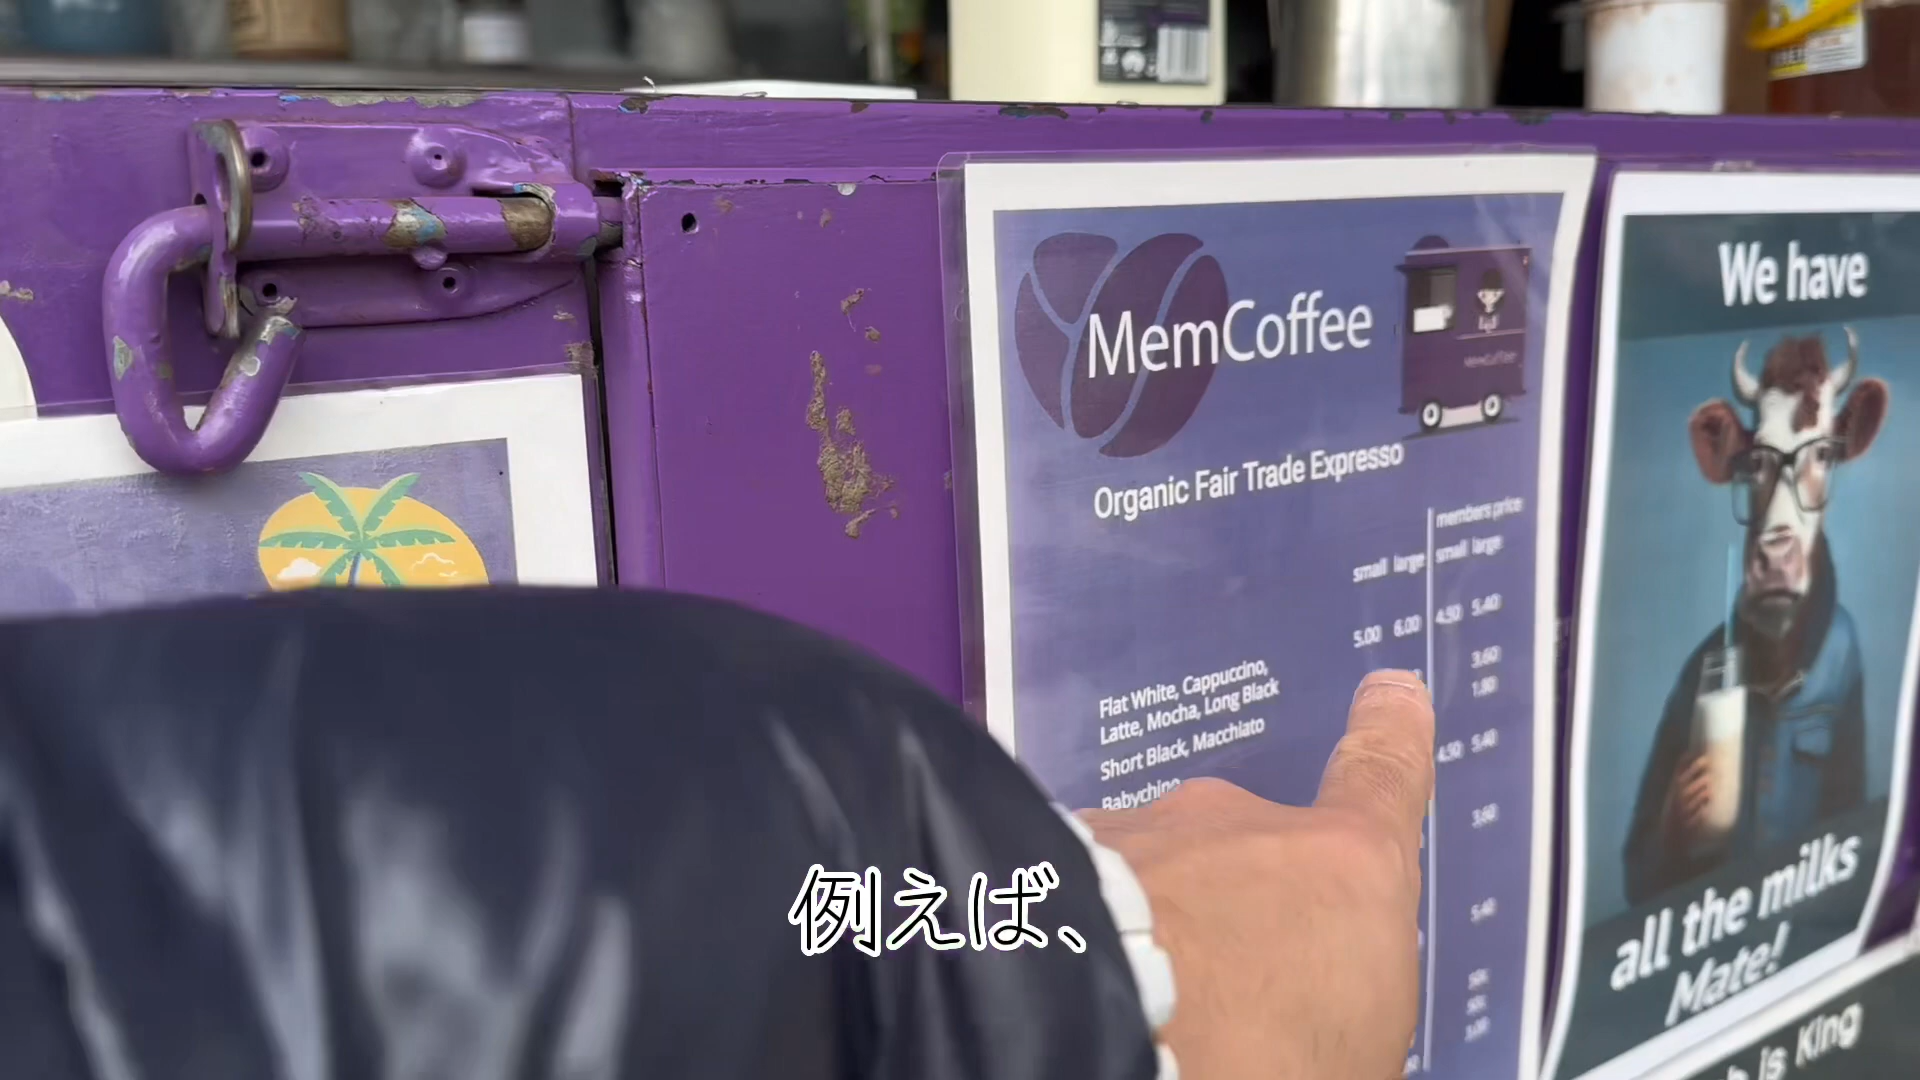 MemCoffee
Organic Fair Trade Expresso
members price
small large small large
5.00 6.00 4.50 5.40
Flat White, Cappuccino,
Latte, Mocha, Long Black
3.60
Short Black, Macchiato
1.80
Babychino
4.50 5.40
3.60
5.40
We have
all the milks
Mate!
is King
例えば、